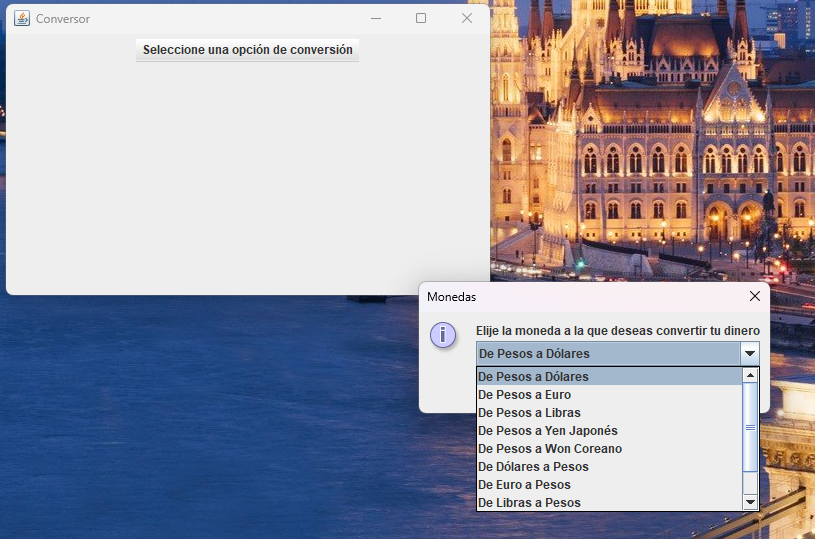 Conversor
Seleccione una opción de conversión
Monedas
Elije la moneda a la que deseas convertir tu dinero
De Pesos a Dólares
De Pesos a Dólares
De Pesos a Euro
De Pesos a Libras
De Pesos a Yen Japonés
De Pesos a Won Coreano
De Dólares a Pesos
De Euro a Pesos
De Libras a Pesos